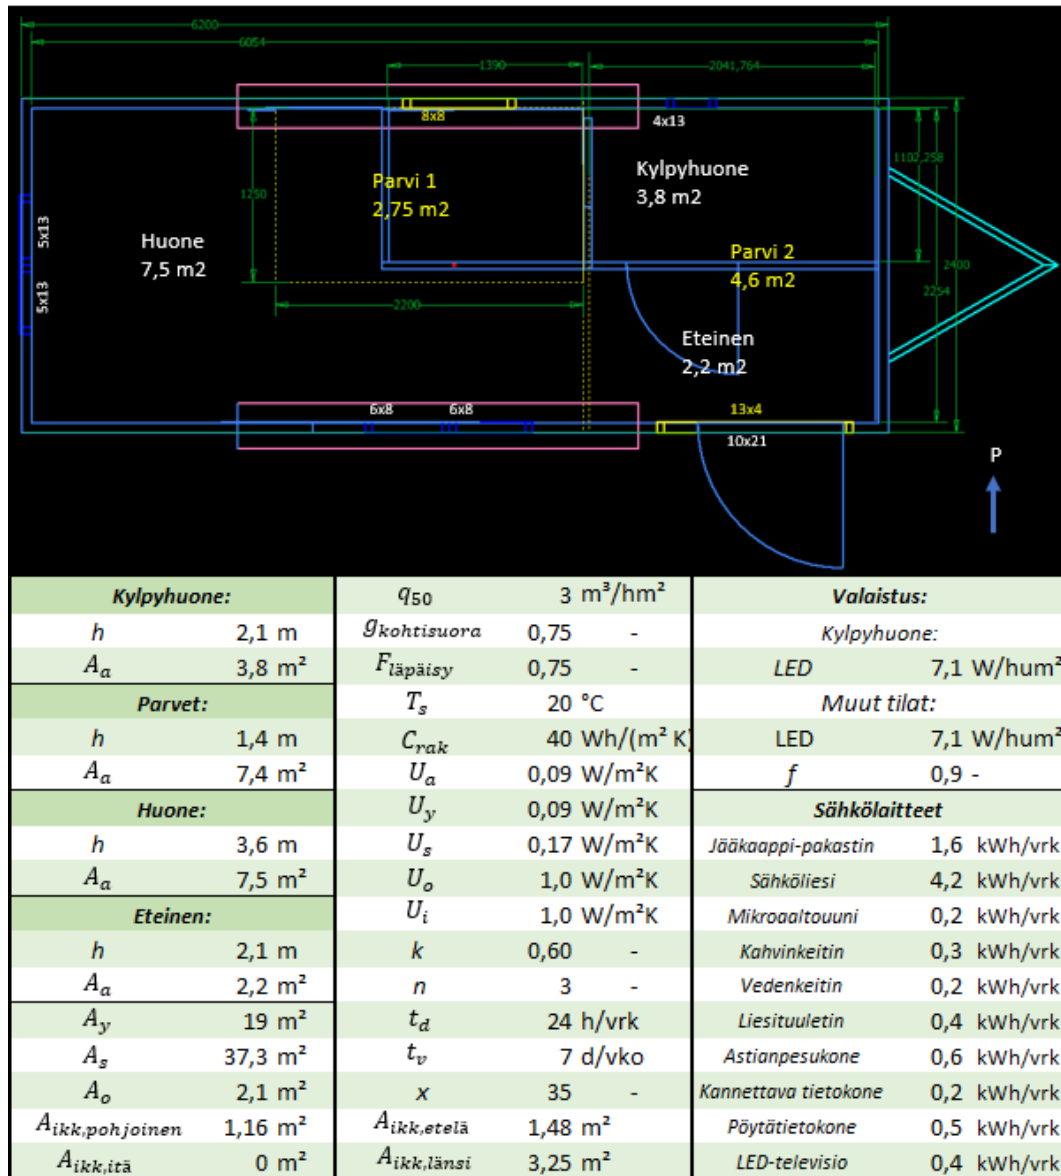 6200
6054
1390
2041,764
8x8
4x13
1102,258
Kylpyhuone
3,8 m2
Parvi 1
2,75 m2
1250
5x13
Huone
7,5 m2
Parvi 2
4,6 m2
2400
2254
5x13
2200
Eteinen
2,2 m2
6x8 6x8
13x4
10x21
P
Kylpyhuone:
h 2,1 m
A_a 3,8 m²
Parvet:
h 1,4 m
A_a 7,4 m²
Huone:
h 3,6 m
A_a 7,5 m²
Eteinen:
h 2,1 m
A_a 2,2 m²
A_y 19 m²
A_s 37,3 m²
A_o 2,1 m²
A_ikk,pohjoinen 1,16 m²
A_ikk,itä 0 m²
q_50 3 m³/hm²
g_kohtisuora 0,75 -
F_läpäisy 0,75 -
T_s 20 °C
C_rak 40 Wh/(m² K)
U_a 0,09 W/m²K
U_y 0,09 W/m²K
U_s 0,17 W/m²K
U_o 1,0 W/m²K
U_i 1,0 W/m²K
k 0,60 -
n 3 -
t_d 24 h/vrk
t_v 7 d/vko
x 35 -
A_ikk,etelä 1,48 m²
A_ikk,länsi 3,25 m²
Valaistus:
Kylpyhuone:
LED 7,1 W/hum²
Muut tilat:
LED 7,1 W/hum²
f 0,9 -
Sähkölaitteet
Jääkaappi-pakastin 1,6 kWh/vrk
Sähköliesi 4,2 kWh/vrk
Mikroaaltouuni 0,2 kWh/vrk
Kahvinkeitin 0,3 kWh/vrk
Vedenkeitin 0,2 kWh/vrk
Liesituuletin 0,4 kWh/vrk
Astianpesukone 0,6 kWh/vrk
Kannettava tietokone 0,2 kWh/vrk
Pöytätietokone 0,5 kWh/vrk
LED-televisio 0,4 kWh/vrk